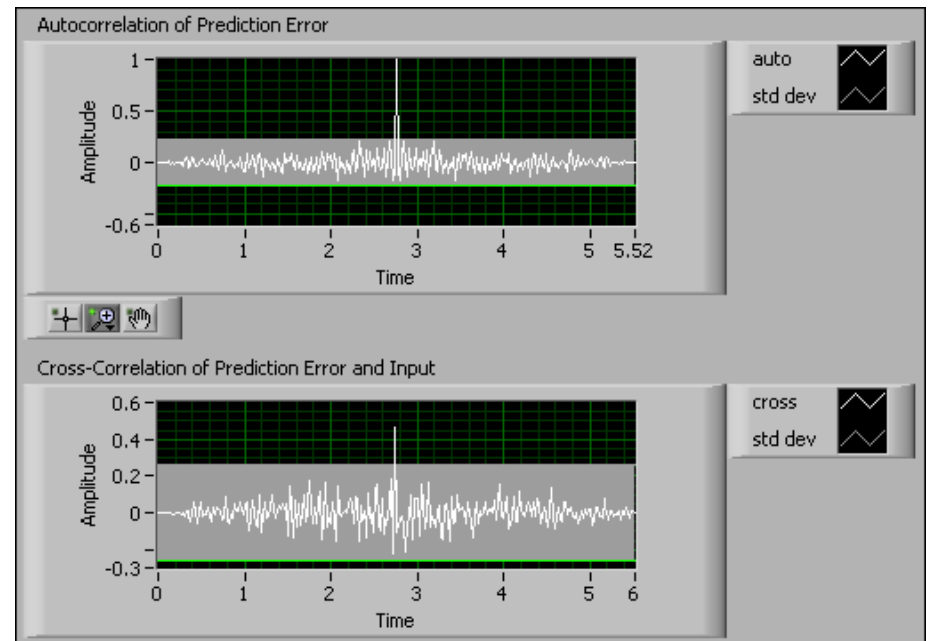 Autocorrelation of Prediction Error
auto
std dev
Amplitude
1
0.5
0
-0.6
0 1 2 3 4 5 5.52
Time
Cross-Correlation of Prediction Error and Input
cross
std dev
Amplitude
0.6
0.4
0.2
0
-0.3
0 1 2 3 4 5 6
Time